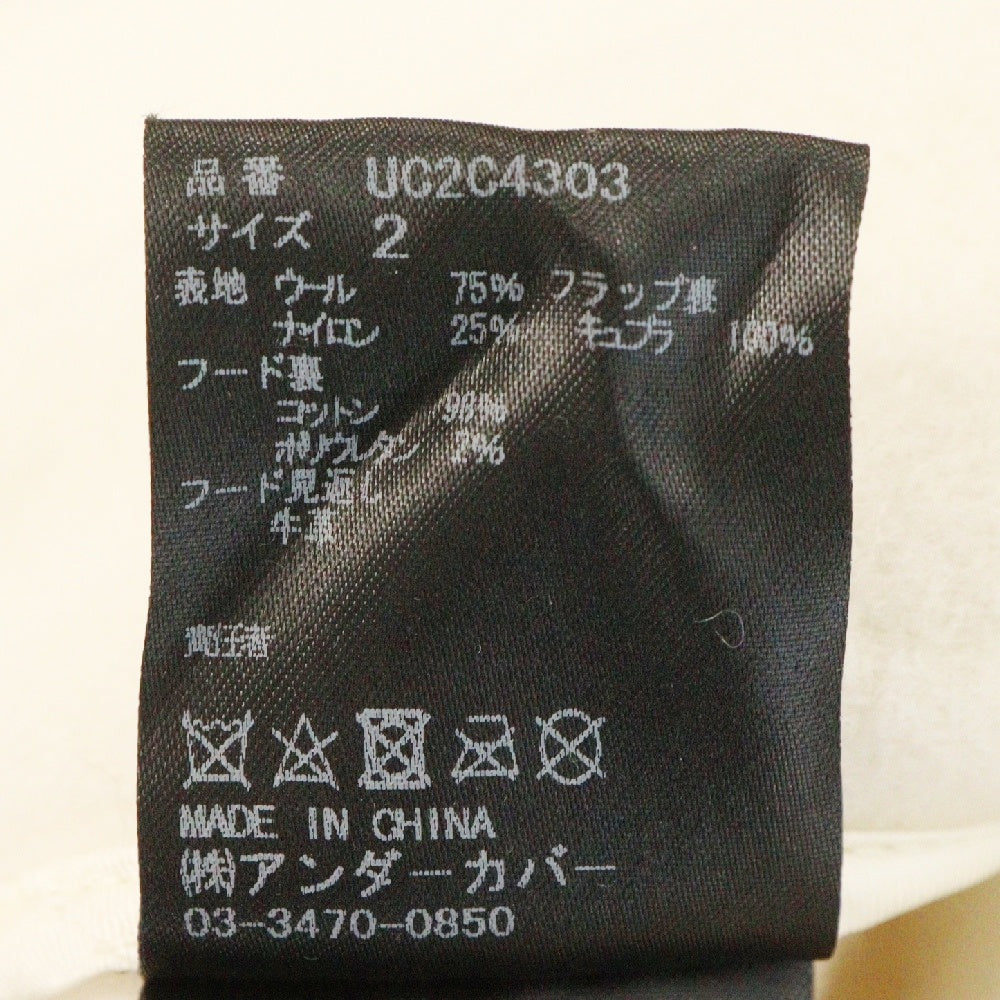 品番 UC2C4303
サイズ 2
表地 ウール 75%
ナイロン 25%
フード裏
コットン 98%
ポリウレタン 2%
フード見返し
牛革
フラップ裏
キュプラ 100%
MADE IN CHINA
(株)アンダーカバー
03-3470-0850